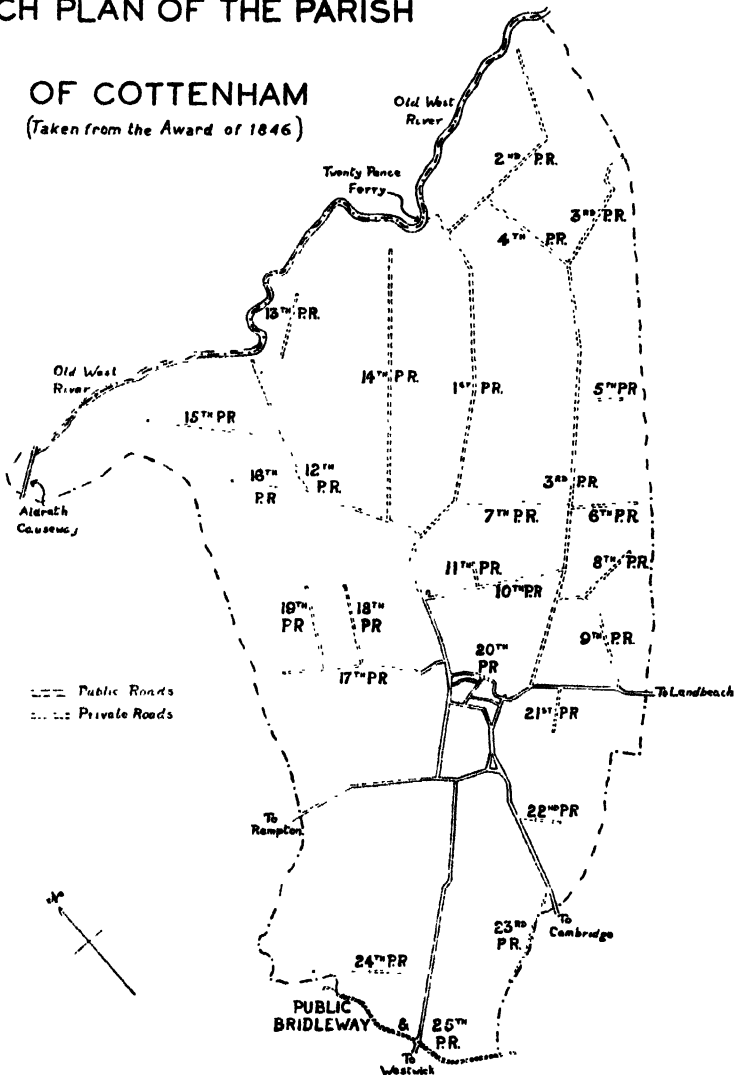 CH PLAN OF THE PARISH
OF COTTENHAM
(Taken from the Award of 1846)
Old West
River
Twenty Pence
Ferry
2ND P.R.
3RD P.R.
4TH P.R.
13TH P.R.
14TH P.R.
1ST P.R.
5TH PR
Old West
River
15TH PR
16TH
P.R
12TH
P.R.
3RD P.R
7TH P.R.
6TH P.R.
Aldrath
Causeway
11TH P.R.
10TH P.R
8TH P.R.
19TH
PR
18TH
PR
9TH P.R.
20TH
PR
17TH PR
Public Roads
Private Roads
To Landbeach
21ST PR
To
Rampton
22ND PR
N
23RD
P.R.
To
Cambridge
24TH P.R
PUBLIC
BRIDLEWAY & 25TH
P.R.
To
Westwick